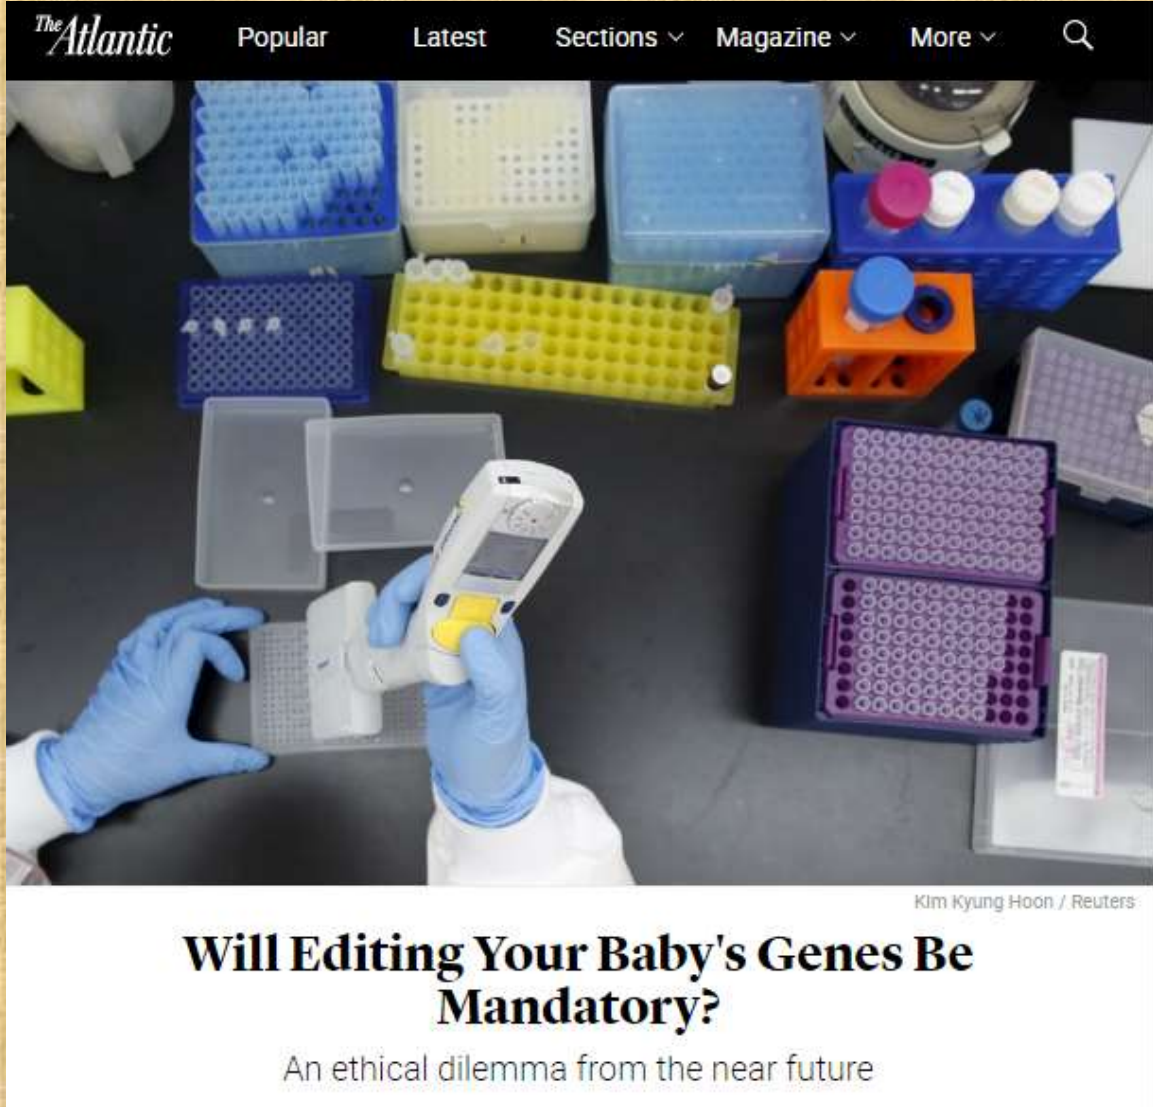 The Atlantic Popular Latest Sections Magazine More
Kim Kyung Hoon / Reuters
Will Editing Your Baby's Genes Be
Mandatory?
An ethical dilemma from the near future